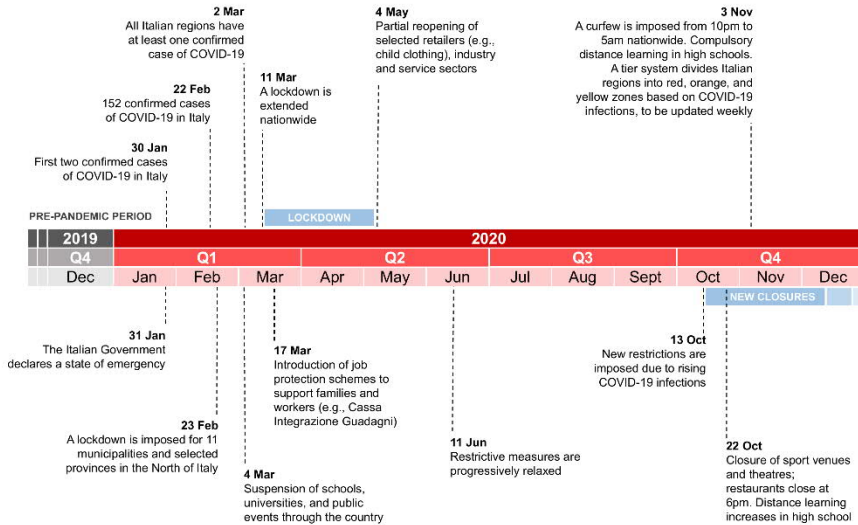 2 Mar
All Italian regions have
at least one confirmed
case of COVID-19
22 Feb
152 confirmed cases
of COVID-19 in Italy
30 Jan
First two confirmed cases
of COVID-19 in Italy
11 Mar
A lockdown is
extended
nationwide
4 May
Partial reopening of
selected retailers (e.g.,
child clothing), industry
and service sectors
3 Nov
A curfew is imposed from 10pm to
5am nationwide. Compulsory
distance learning in high schools.
A tier system divides Italian
regions into red, orange, and
yellow zones based on COVID-19
infections, to be updated weekly
PRE-PANDEMIC PERIOD
LOCKDOWN
2019 2020
Q4 Q1 Q2 Q3 Q4
Dec Jan Feb Mar Apr May Jun Jul Aug Sept Oct Nov Dec
NEW CLOSURES
31 Jan
The Italian Government
declares a state of emergency
23 Feb
A lockdown is imposed for 11
municipalities and selected
provinces in the North of Italy
4 Mar
Suspension of schools,
universities, and public
events through the country
17 Mar
Introduction of job
protection schemes to
support families and
workers (e.g., Cassa
Integrazione Guadagni)
11 Jun
Restrictive measures are
progressively relaxed
13 Oct
New restrictions are
imposed due to rising
COVID-19 infections
22 Oct
Closure of sport venues
and theatres;
restaurants close at
6pm. Distance learning
increases in high school